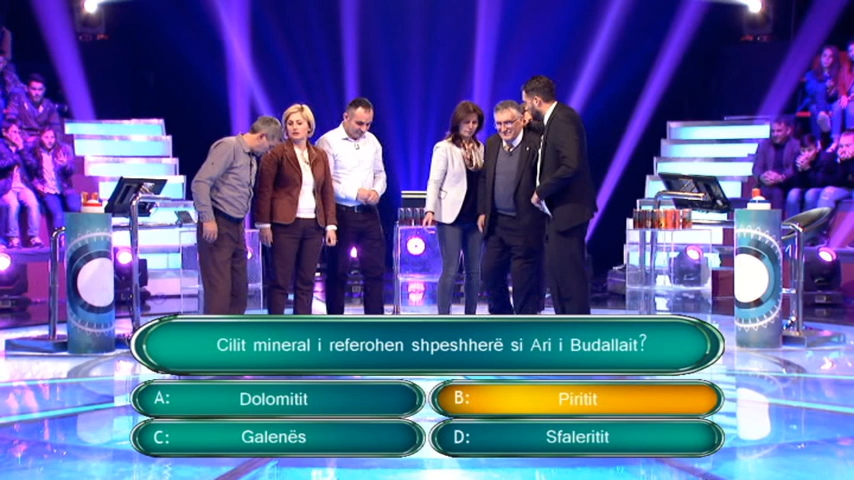 Cilit mineral i referohen shpeshherë si Ari i Budallait?
A: Dolomitit
B: Piritit
C: Galenës
D: Sfaleritit